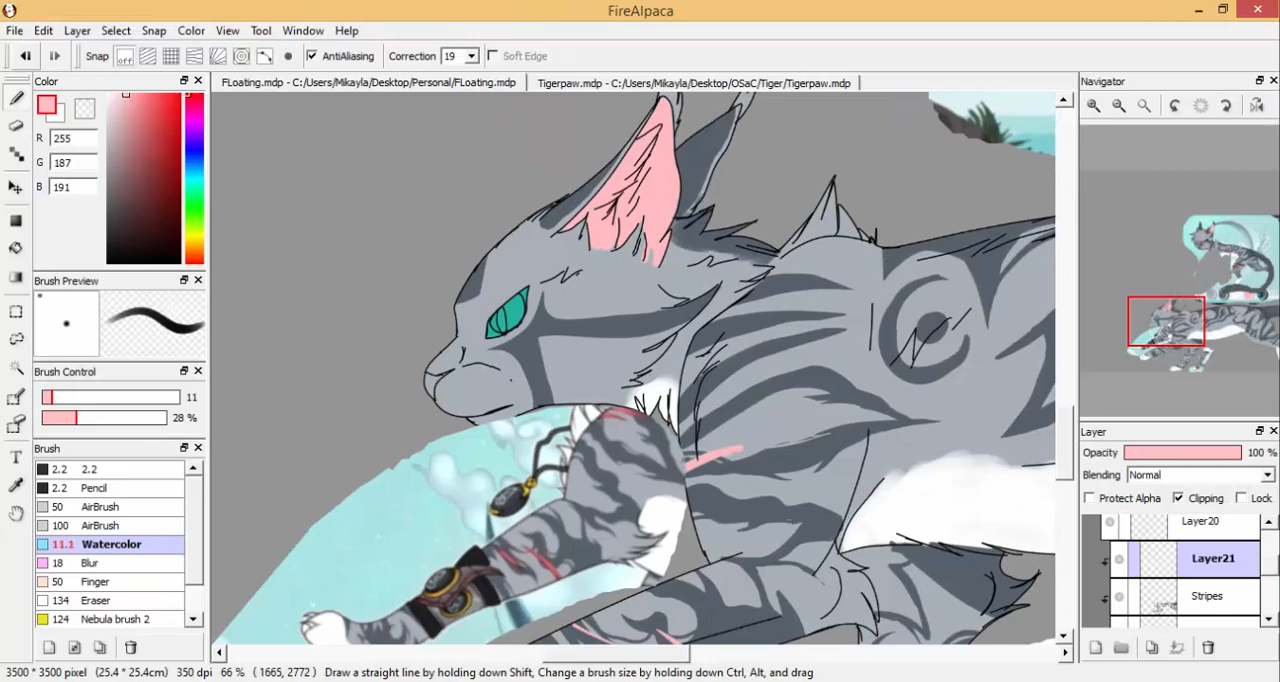 FireAlpaca
File Edit Layer Select Snap Color View Tool Window Help
Snap off AntiAliasing Correction 19 Soft Edge
Color
FLoating.mdp - C:/Users/Mikayla/Desktop/Personal/FLoating.mdp
Tigerpaw.mdp - C:/Users/Mikayla/Desktop/OSaC/Tiger/Tigerpaw.mdp
Navigator
R 255
G 187
B 191
Brush Preview
Brush Control
11
28 %
Brush
2.2 2.2
2.2 Pencil
50 AirBrush
100 AirBrush
11.1 Watercolor
18 Blur
50 Finger
134 Eraser
124 Nebula brush 2
Layer
Opacity 100 %
Blending Normal
Protect Alpha Clipping Lock
Layer20
Layer21
Stripes
3500 * 3500 pixel (25.4 * 25.4cm) 350 dpi 66 % (1665, 2772) Draw a straight line by holding down Shift, Change a brush size by holding down Ctrl, Alt, and drag